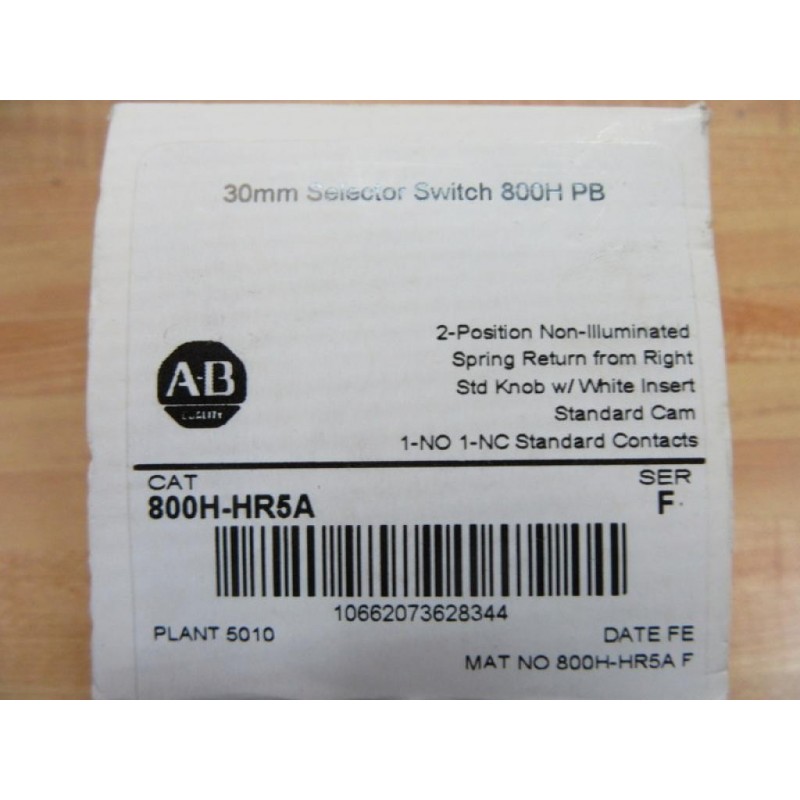 30mm Selector Switch 800H PB
2-Position Non-Illuminated
Spring Return from Right
Std Knob w/ White Insert
Standard Cam
1-NO 1-NC Standard Contacts
A-B
QUALITY
CAT
SER
800H-HR5A
F
10662073628344
PLANT 5010
DATE FE
MAT NO 800H-HR5A F